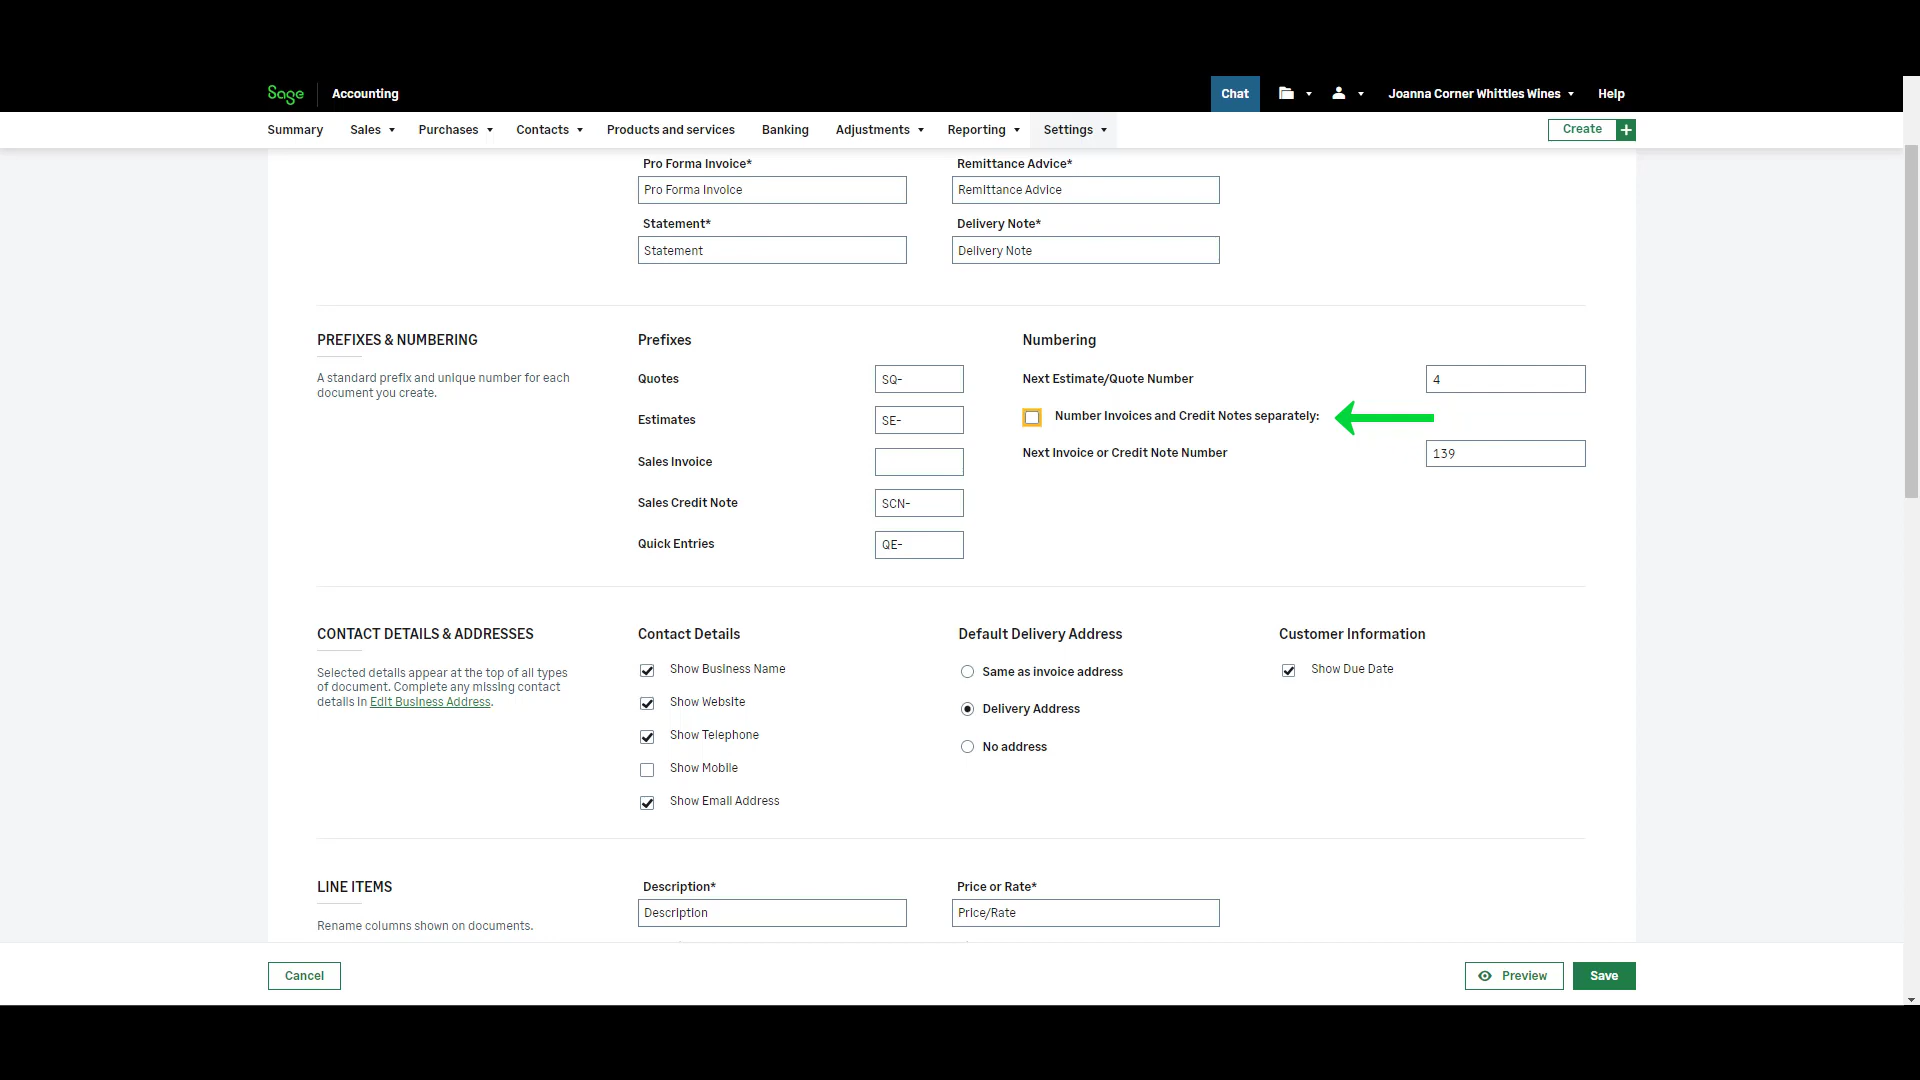 Sage
Accounting
Chat
Joanna Corner Whittles Wines
Help
Summary
Sales
Purchases
Contacts
Products and services
Banking
Adjustments
Reporting
Settings
Create
Pro Forma Invoice*
Remittance Advice*
Pro Forma Invoice
Remittance Advice
Statement*
Delivery Note*
Statement
Delivery Note
PREFIXES & NUMBERING
A standard prefix and unique number for each
document you create.
Prefixes
Quotes
SQ-
Estimates
SE-
Sales Invoice
Sales Credit Note
SCN-
Quick Entries
QE-
Numbering
Next Estimate/Quote Number
4
Number Invoices and Credit Notes separately:
Next Invoice or Credit Note Number
139
CONTACT DETAILS & ADDRESSES
Selected details appear at the top of all types
of document. Complete any missing contact
details in Edit Business Address.
Contact Details
Show Business Name
Show Website
Show Telephone
Show Mobile
Show Email Address
Default Delivery Address
Same as invoice address
Delivery Address
No address
Customer Information
Show Due Date
LINE ITEMS
Rename columns shown on documents.
Description*
Price or Rate*
Description
Price/Rate
Cancel
Preview
Save